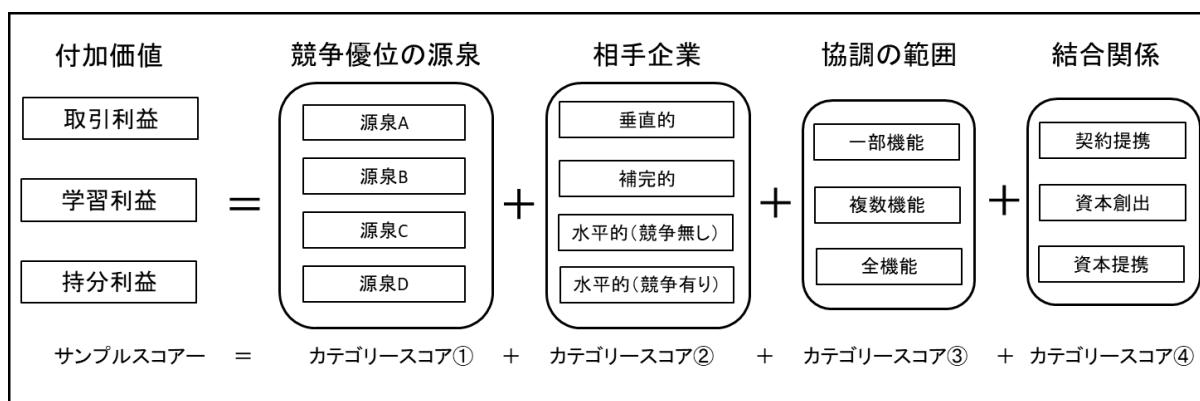 付加価値
取引利益
学習利益
持分利益
=
競争優位の源泉
源泉A
源泉B
源泉C
源泉D
+
相手企業
垂直的
補完的
水平的(競争無し)
水平的(競争有り)
+
協調の範囲
一部機能
複数機能
全機能
+
結合関係
契約提携
資本創出
資本提携
サンプルスコアー = カテゴリースコア① + カテゴリースコア② + カテゴリースコア③ + カテゴリースコア④